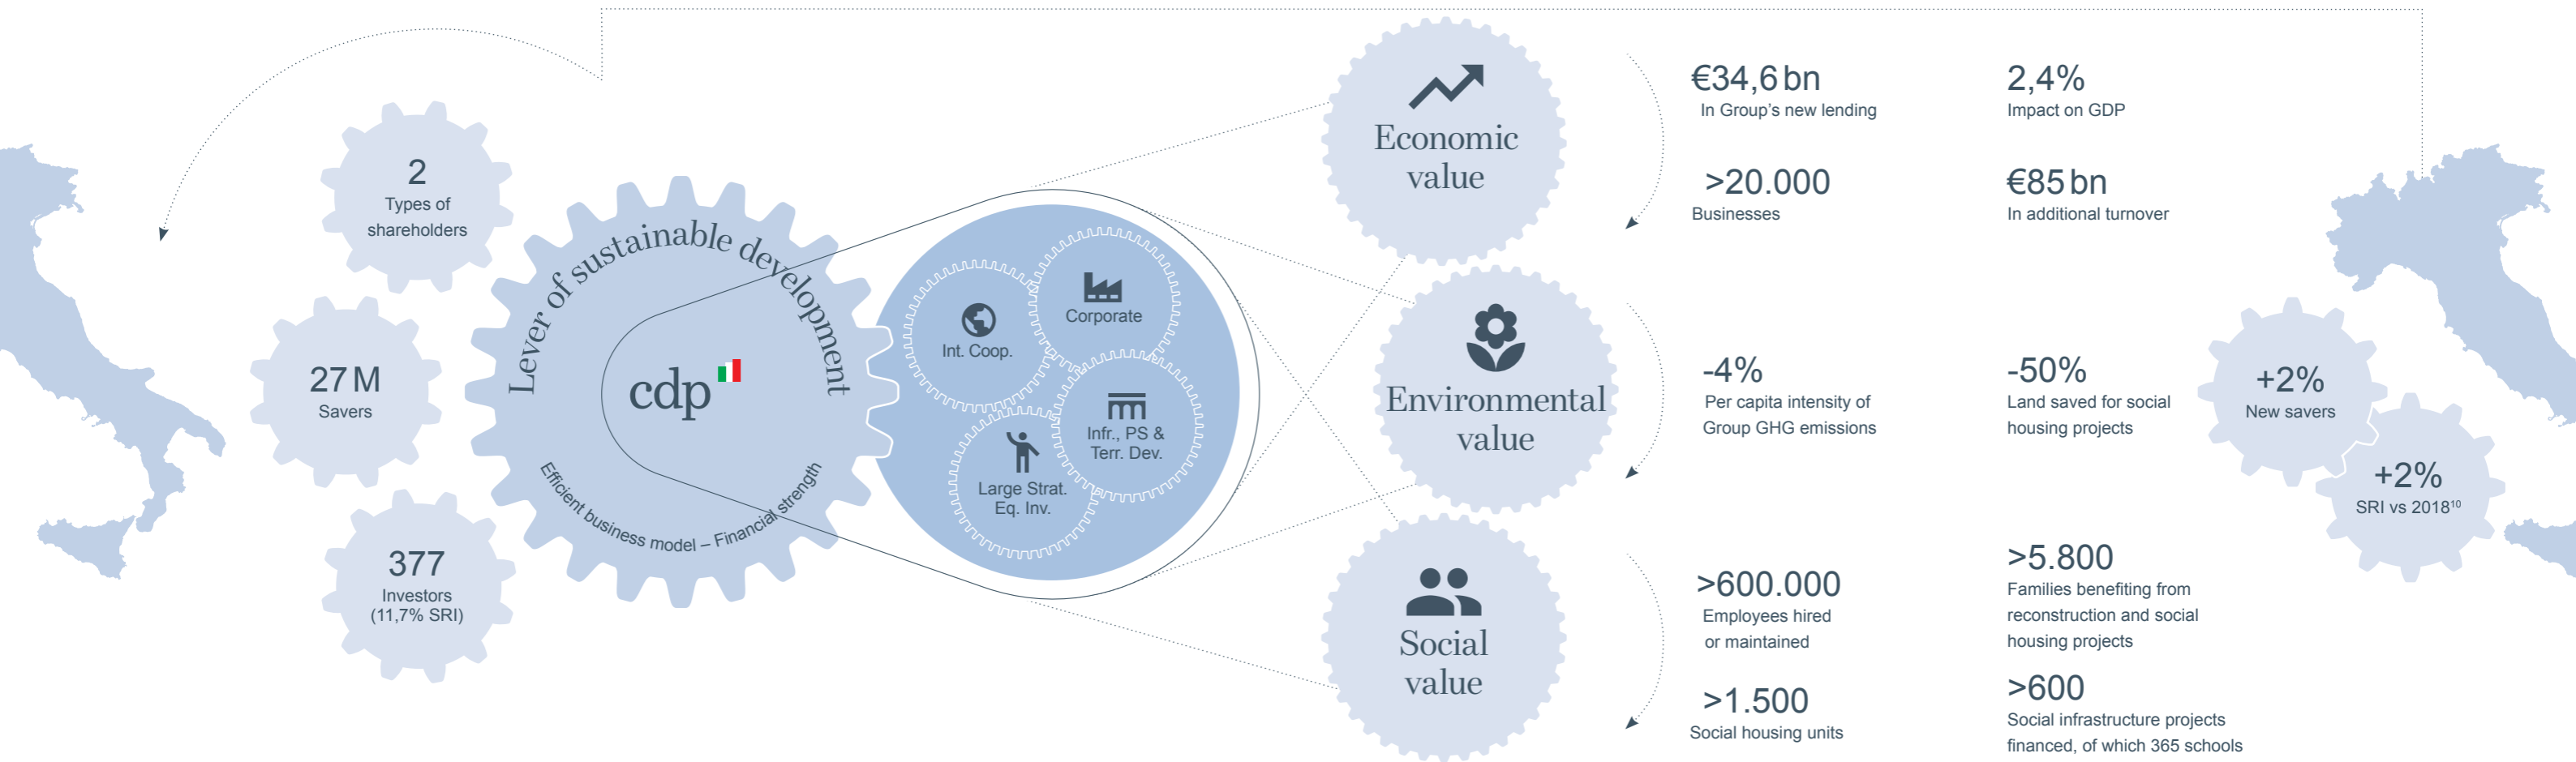 2
Types of
shareholders
27 M
Savers
377
Investors
(11,7% SRI)
Lever of sustainable development
cdp
Efficient business model – Financial strength
Int. Coop.
Corporate
Infr., PS &
Terr. Dev.
Large Strat.
Eq. Inv.
Economic
value
€34,6 bn
In Group's new lending
2,4%
Impact on GDP
>20.000
Businesses
€85 bn
In additional turnover
Environmental
value
-4%
Per capita intensity of
Group GHG emissions
-50%
Land saved for social
housing projects
Social
value
>600.000
Employees hired
or maintained
>5.800
Families benefiting from
reconstruction and social
housing projects
>1.500
Social housing units
>600
Social infrastructure projects
financed, of which 365 schools
+2%
New savers
+2%
SRI vs 2018¹⁰